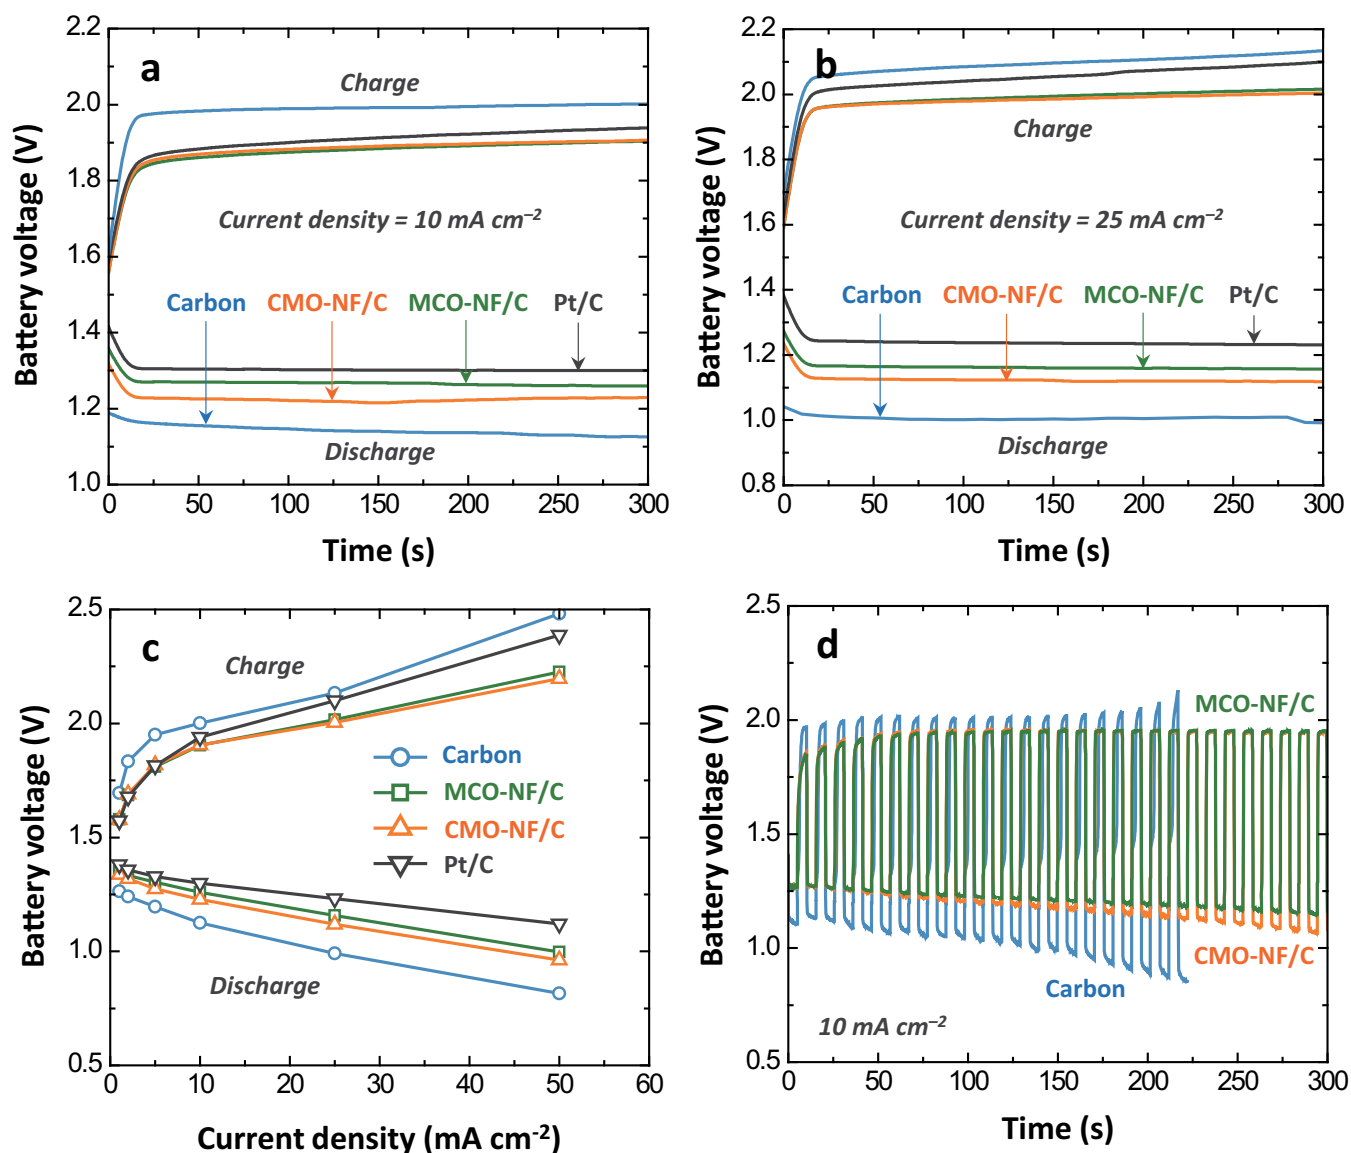 a
Charge
Current density = 10 mA cm⁻²
Carbon CMO-NF/C MCO-NF/C Pt/C
Discharge
Battery voltage (V)
2.2
2.0
1.8
1.6
1.4
1.2
1.0
0 50 100 150 200 250 300
Time (s)
b
Charge
Current density = 25 mA cm⁻²
Carbon CMO-NF/C MCO-NF/C Pt/C
Discharge
Battery voltage (V)
2.2
2.0
1.8
1.6
1.4
1.2
1.0
0.8
0 50 100 150 200 250 300
Time (s)
c
Charge
Carbon
MCO-NF/C
CMO-NF/C
Pt/C
Discharge
Battery voltage (V)
2.5
2.0
1.5
1.0
0.5
0 10 20 30 40 50 60
Current density (mA cm⁻²)
d
MCO-NF/C
CMO-NF/C
Carbon
10 mA cm⁻²
Battery voltage (V)
2.5
2.0
1.5
1.0
0.5
0 50 100 150 200 250 300
Time (s)